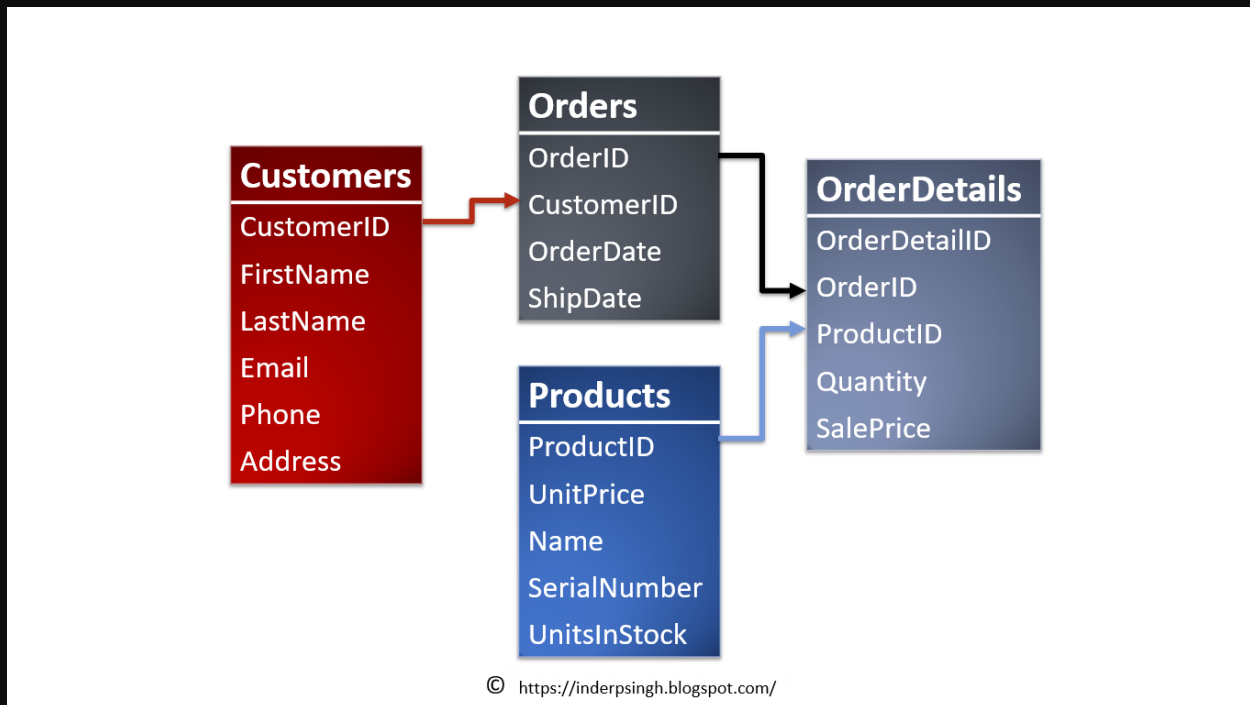 Customers
CustomerID
FirstName
LastName
Email
Phone
Address
Orders
OrderID
CustomerID
OrderDate
ShipDate
Products
ProductID
UnitPrice
Name
SerialNumber
UnitsInStock
OrderDetails
OrderDetailID
OrderID
ProductID
Quantity
SalePrice
© https://inderpsingh.blogspot.com/